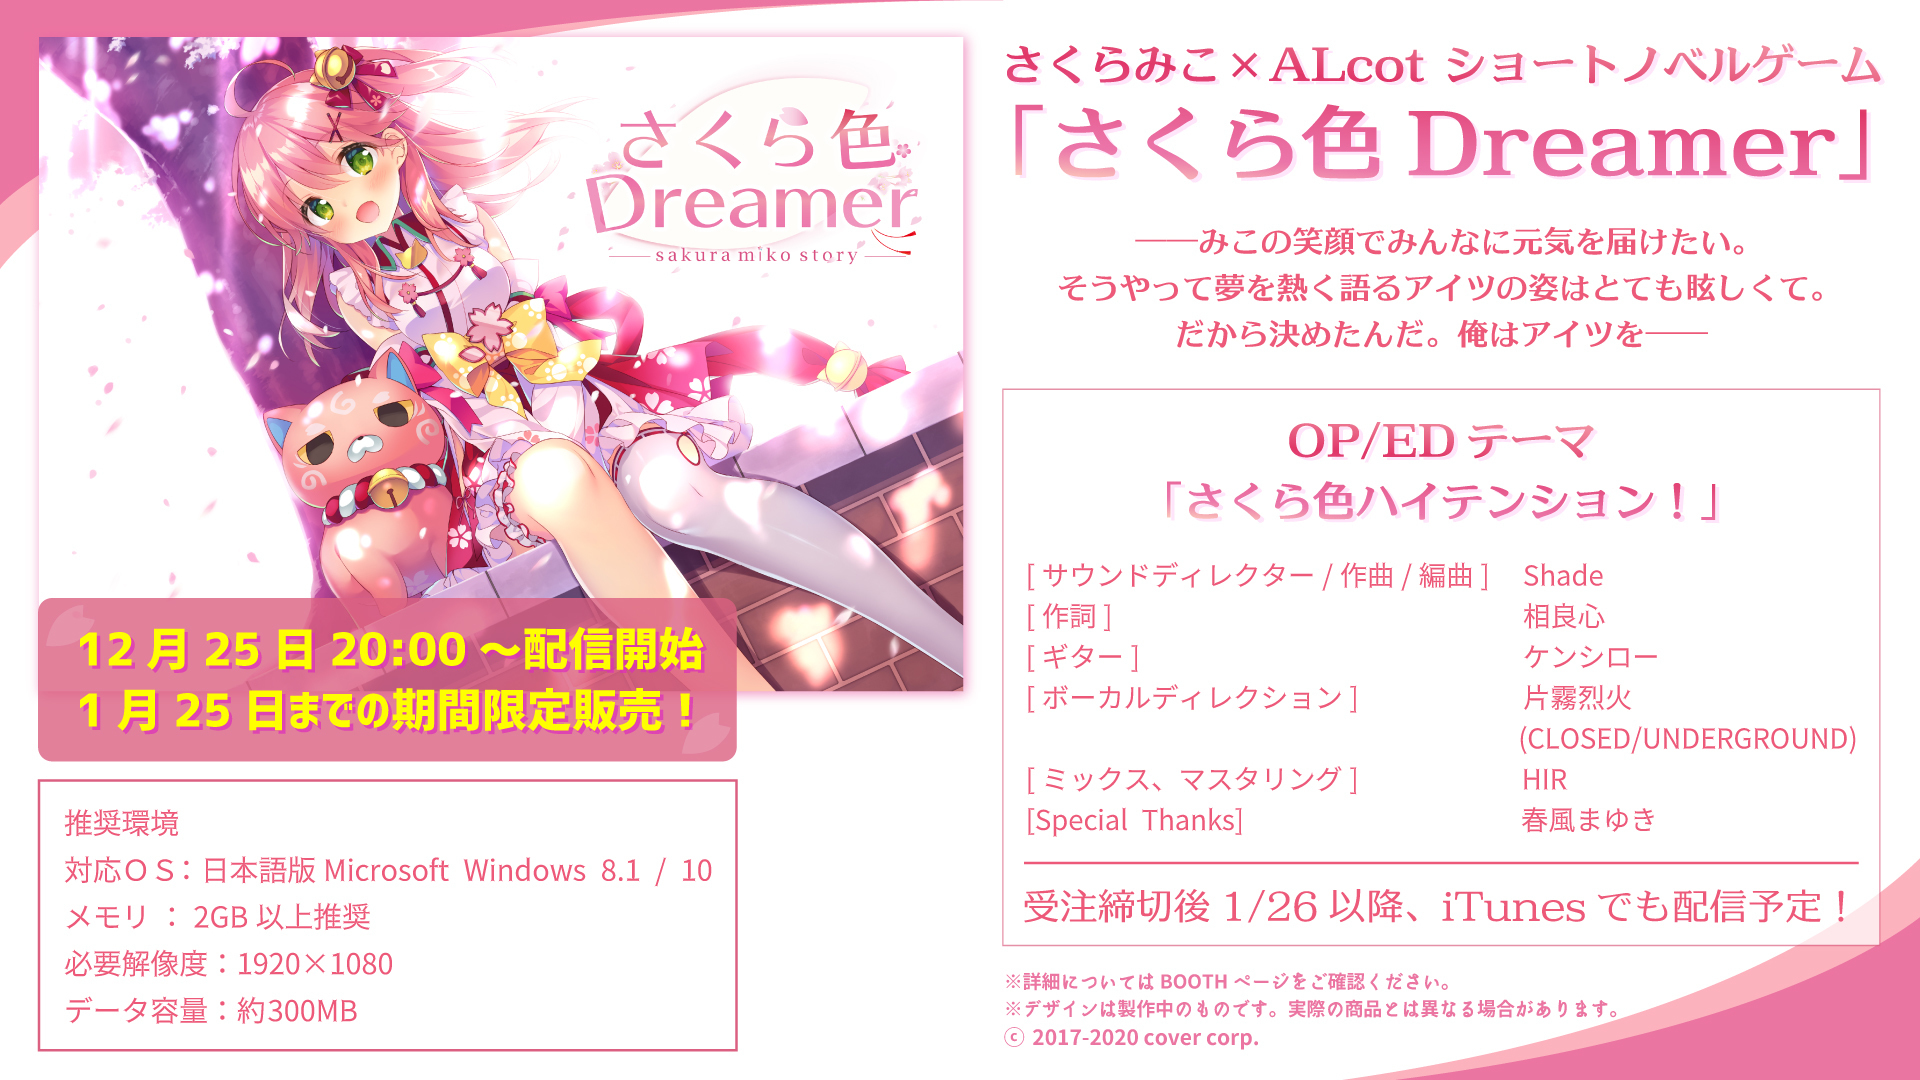 さくら色
Dreamer
sakura miko story
12月25日20:00～配信開始
1月25日までの期間限定販売！
推奨環境
対応ＯＳ：日本語版 Microsoft Windows 8.1 / 10
メモリ ： 2GB 以上推奨
必要解像度：1920×1080
データ容量：約300MB
さくらみこ×ALcot ショートノベルゲーム
「さくら色 Dreamer」
――みこの笑顔でみんなに元気を届けたい。
そうやって夢を熱く語るアイツの姿はとても眩しくて。
だから決めたんだ。俺はアイツを――
OP/ED テーマ
「さくら色ハイテンション！」
[ サウンドディレクター / 作曲 / 編曲 ] Shade
[ 作詞 ] 相良心
[ ギター ] ケンシロー
[ ボーカルディレクション ] 片霧烈火
(CLOSED/UNDERGROUND)
[ ミックス、マスタリング ] HIR
[Special Thanks] 春風まゆき
受注締切後 1/26 以降、iTunes でも配信予定！
※詳細については BOOTH ページをご確認ください。
※デザインは製作中のものです。実際の商品とは異なる場合があります。
ⓒ 2017-2020 cover corp.